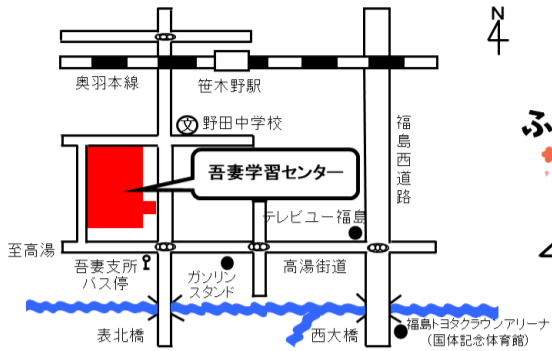 N
奥羽本線
笹木野駅
野田中学校
文
福島西道路
ふ
吾妻学習センター
テレビユー福島
至高湯
吾妻支所
バス停
ガソリン
スタンド
高湯街道
表北橋
西大橋
福島トヨタクラウンアリーナ
(国体記念体育館)